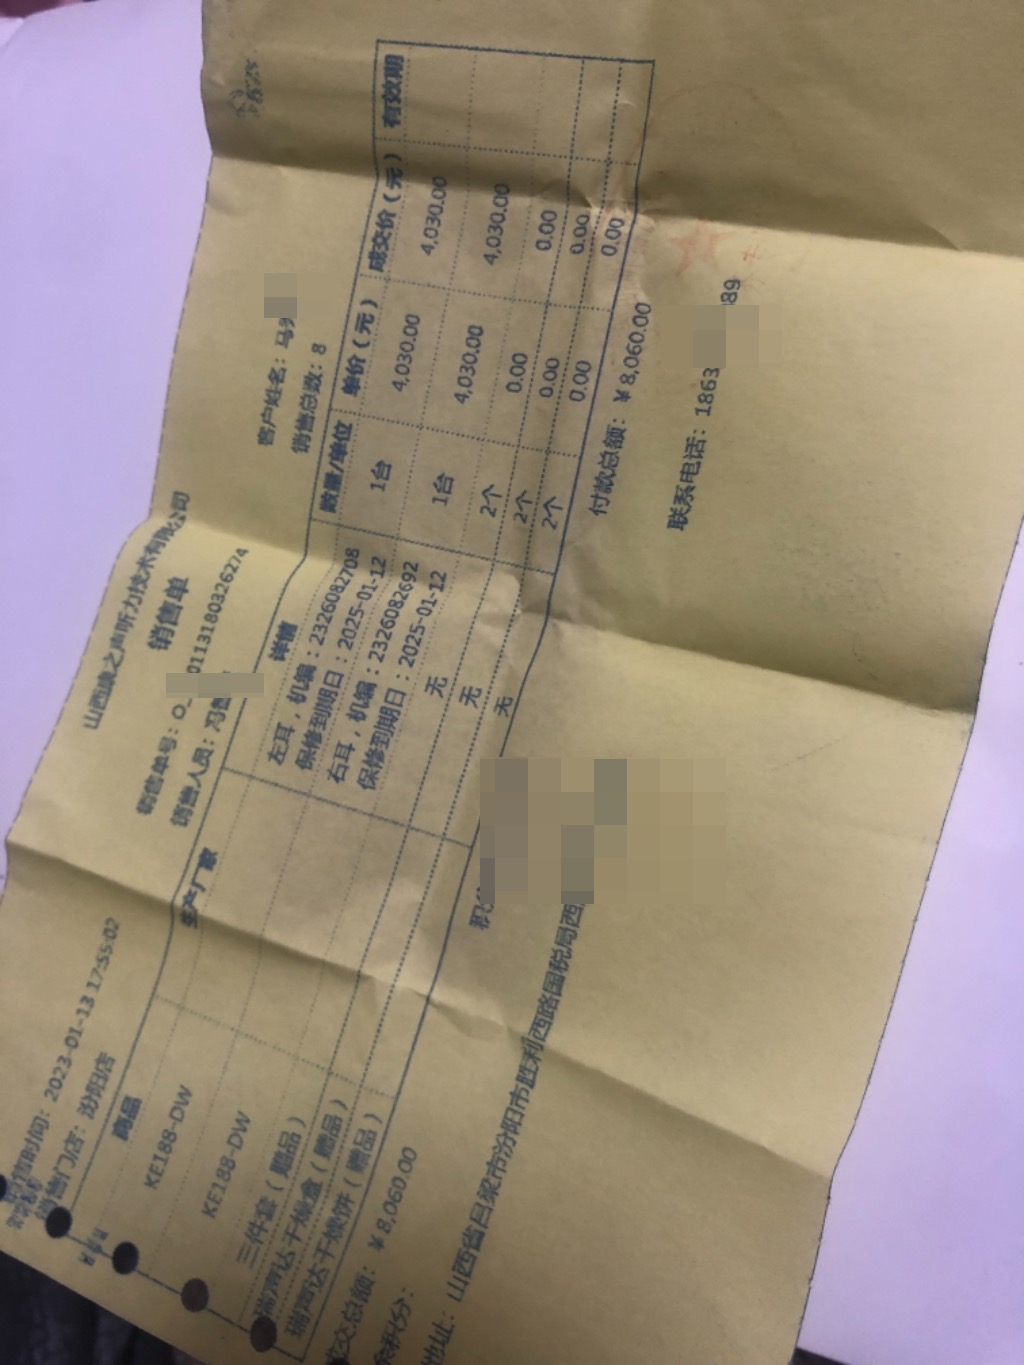 山西虞之声听力技术有限公司
销售单
销售时间：2023-01-13 17:55:02
销售单号：O_ 0113180326274
客户姓名：马
销售门店：汾阳店
销售人员：冯鲁
销售总数：8
商品 生产厂家 详情 数量/单位 单价（元） 成交价（元） 有效期
KE188-DW 左耳，机编：2326082708 保修到期日：2025-01-12 1台 4,030.00 4,030.00
KE188-DW 右耳，机编：2326082692 保修到期日：2025-01-12 1台 4,030.00 4,030.00
三件套（赠品） 无 2个 0.00 0.00
瑞声达干燥盒（赠品） 无 2个 0.00 0.00
瑞声达干燥饼（赠品） 无 2个 0.00 0.00
成交总额：￥8,060.00 付款总额：￥8,060.00
余积分：
联系电话：1863 89
地址：山西省吕梁市汾阳市胜利西路国税局西